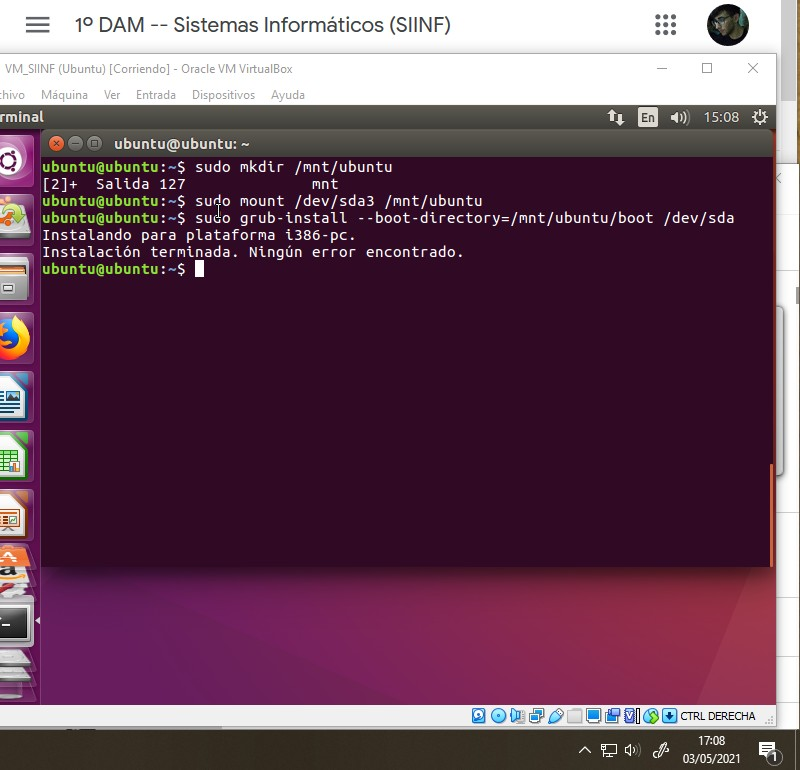 1º DAM -- Sistemas Informáticos (SIINF)
VM_SIINF (Ubuntu) [Corriendo] - Oracle VM VirtualBox
chivo Máquina Ver Entrada Dispositivos Ayuda
rminal En 15:08
ubuntu@ubuntu: ~
ubuntu@ubuntu:~$ sudo mkdir /mnt/ubuntu
[2]+ Salida 127 mnt
ubuntu@ubuntu:~$ sudo mount /dev/sda3 /mnt/ubuntu
ubuntu@ubuntu:~$ sudo grub-install --boot-directory=/mnt/ubuntu/boot /dev/sda
Instalando para plataforma i386-pc.
Instalación terminada. Ningún error encontrado.
ubuntu@ubuntu:~$
CTRL DERECHA
17:08
03/05/2021
1